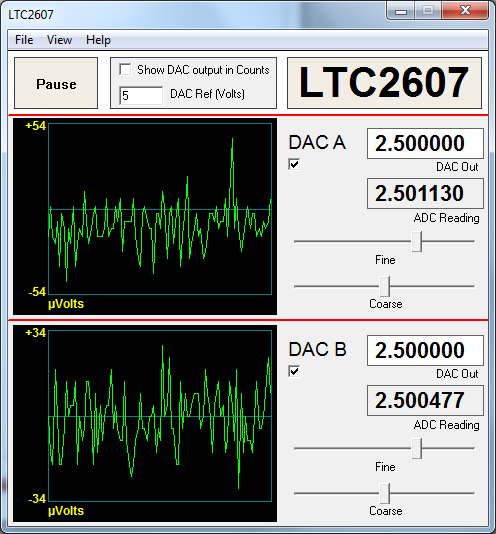 LTC2607
File View Help
Pause
Show DAC output in Counts
5 DAC Ref (Volts)
LTC2607
+54
-54
µVolts
DAC A
2.500000
DAC Out
2.501130
ADC Reading
Fine
Coarse
+34
-34
µVolts
DAC B
2.500000
DAC Out
2.500477
ADC Reading
Fine
Coarse